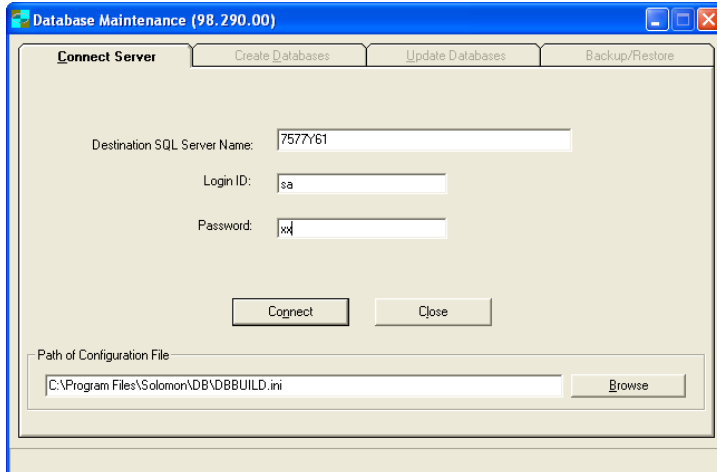 Database Maintenance (98.290.00)
Connect Server Create Databases Update Databases Backup/Restore
Destination SQL Server Name: 7577Y61
Login ID: sa
Password: xx
Connect Close
Path of Configuration File
C:\Program Files\Solomon\DB\DBBUILD.ini Browse